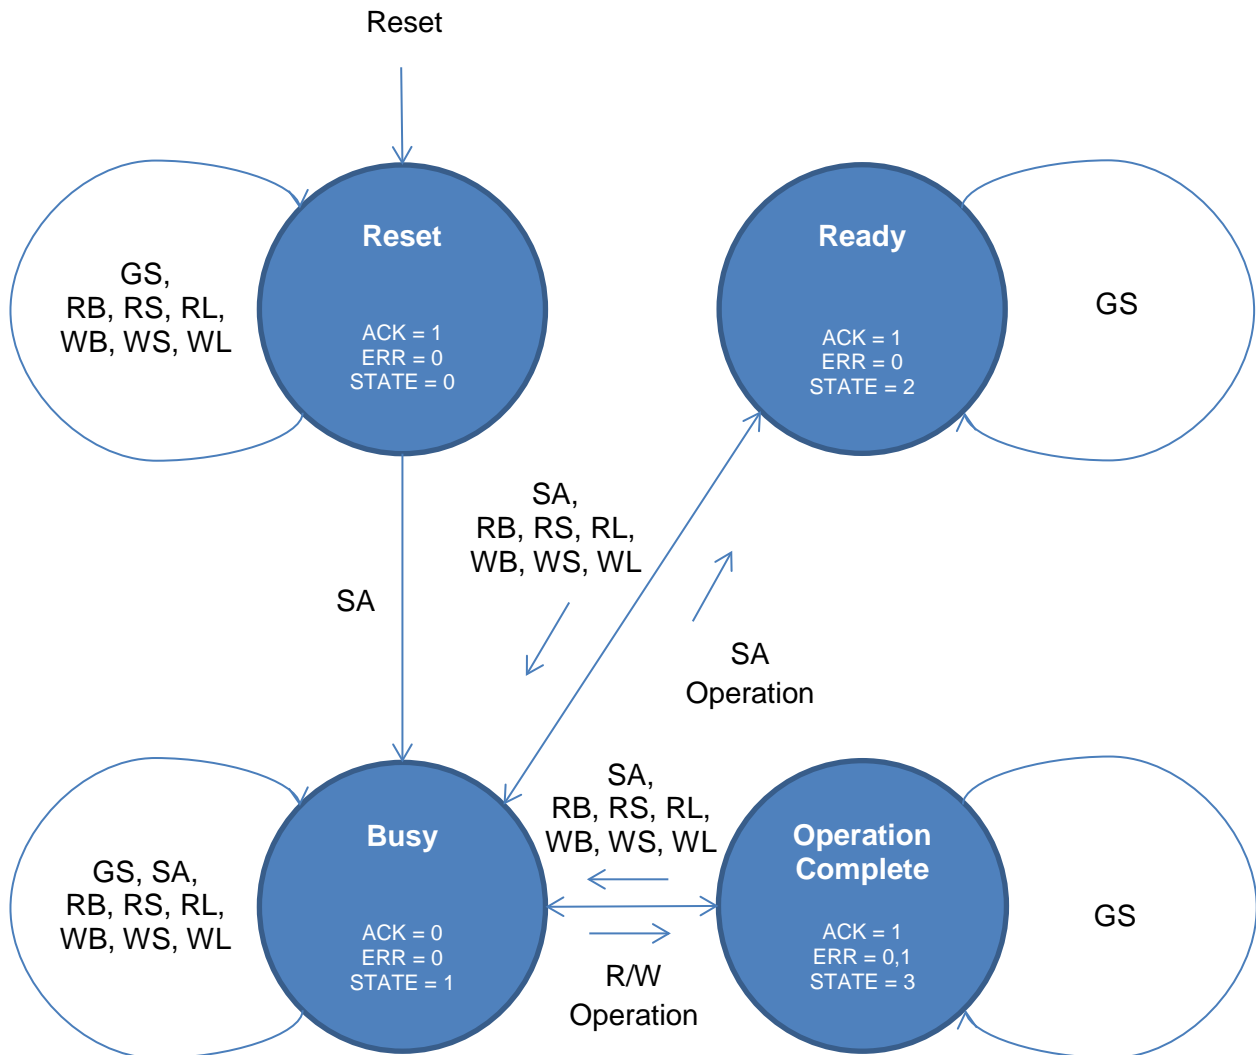 Reset
Reset
ACK = 1
ERR = 0
STATE = 0
GS,
RB, RS, RL,
WB, WS, WL
Ready
ACK = 1
ERR = 0
STATE = 2
GS
SA,
RB, RS, RL,
WB, WS, WL
SA
SA
Operation
Busy
ACK = 0
ERR = 0
STATE = 1
GS, SA,
RB, RS, RL,
WB, WS, WL
SA,
RB, RS, RL,
WB, WS, WL
R/W
Operation
Operation
Complete
ACK = 1
ERR = 0,1
STATE = 3
GS